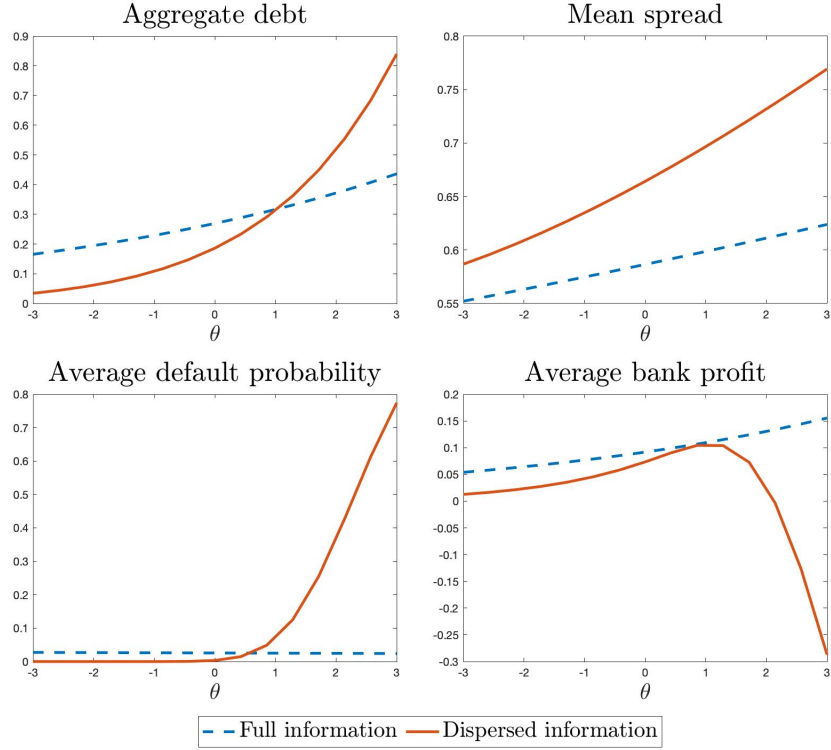 Aggregate debt
0.9
0.8
0.7
0.6
0.5
0.4
0.3
0.2
0.1
0
-3 -2 -1 0 1 2 3
θ
Mean spread
0.8
0.75
0.7
0.65
0.6
0.55
-3 -2 -1 0 1 2 3
θ
Average default probability
0.8
0.7
0.6
0.5
0.4
0.3
0.2
0.1
0
-3 -2 -1 0 1 2 3
θ
Average bank profit
0.2
0.15
0.1
0.05
0
-0.05
-0.1
-0.15
-0.2
-0.25
-0.3
-3 -2 -1 0 1 2 3
θ
Full information Dispersed information